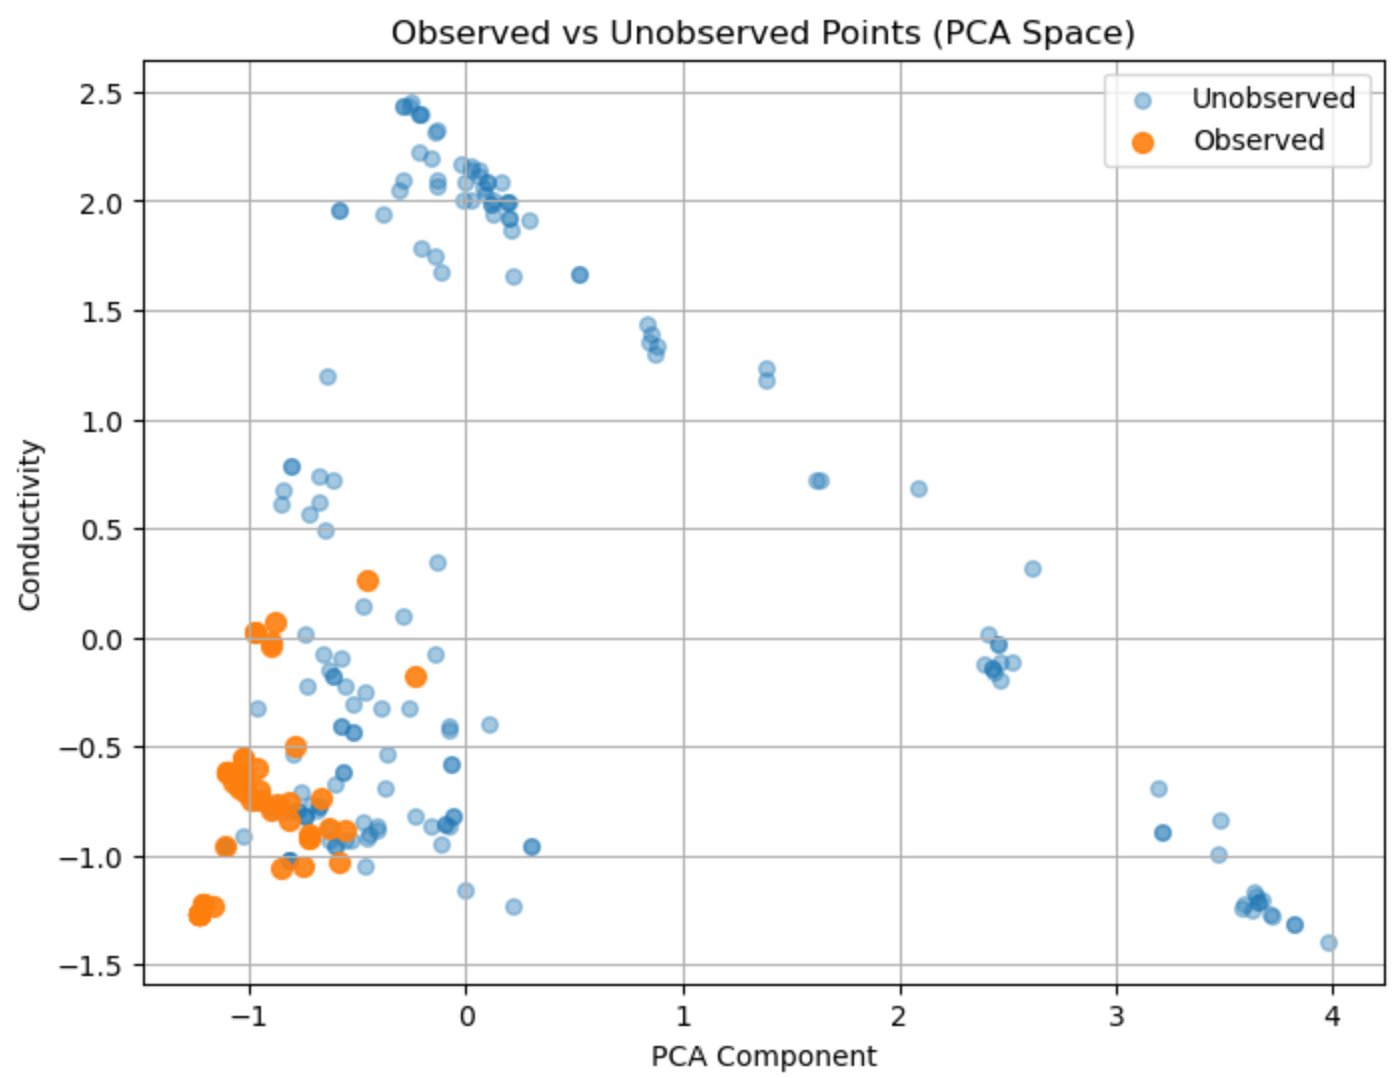 Observed vs Unobserved Points (PCA Space)
Unobserved
Observed
2.5
2.0
1.5
1.0
0.5
0.0
−0.5
−1.0
−1.5
Conductivity
−1 0 1 2 3 4
PCA Component